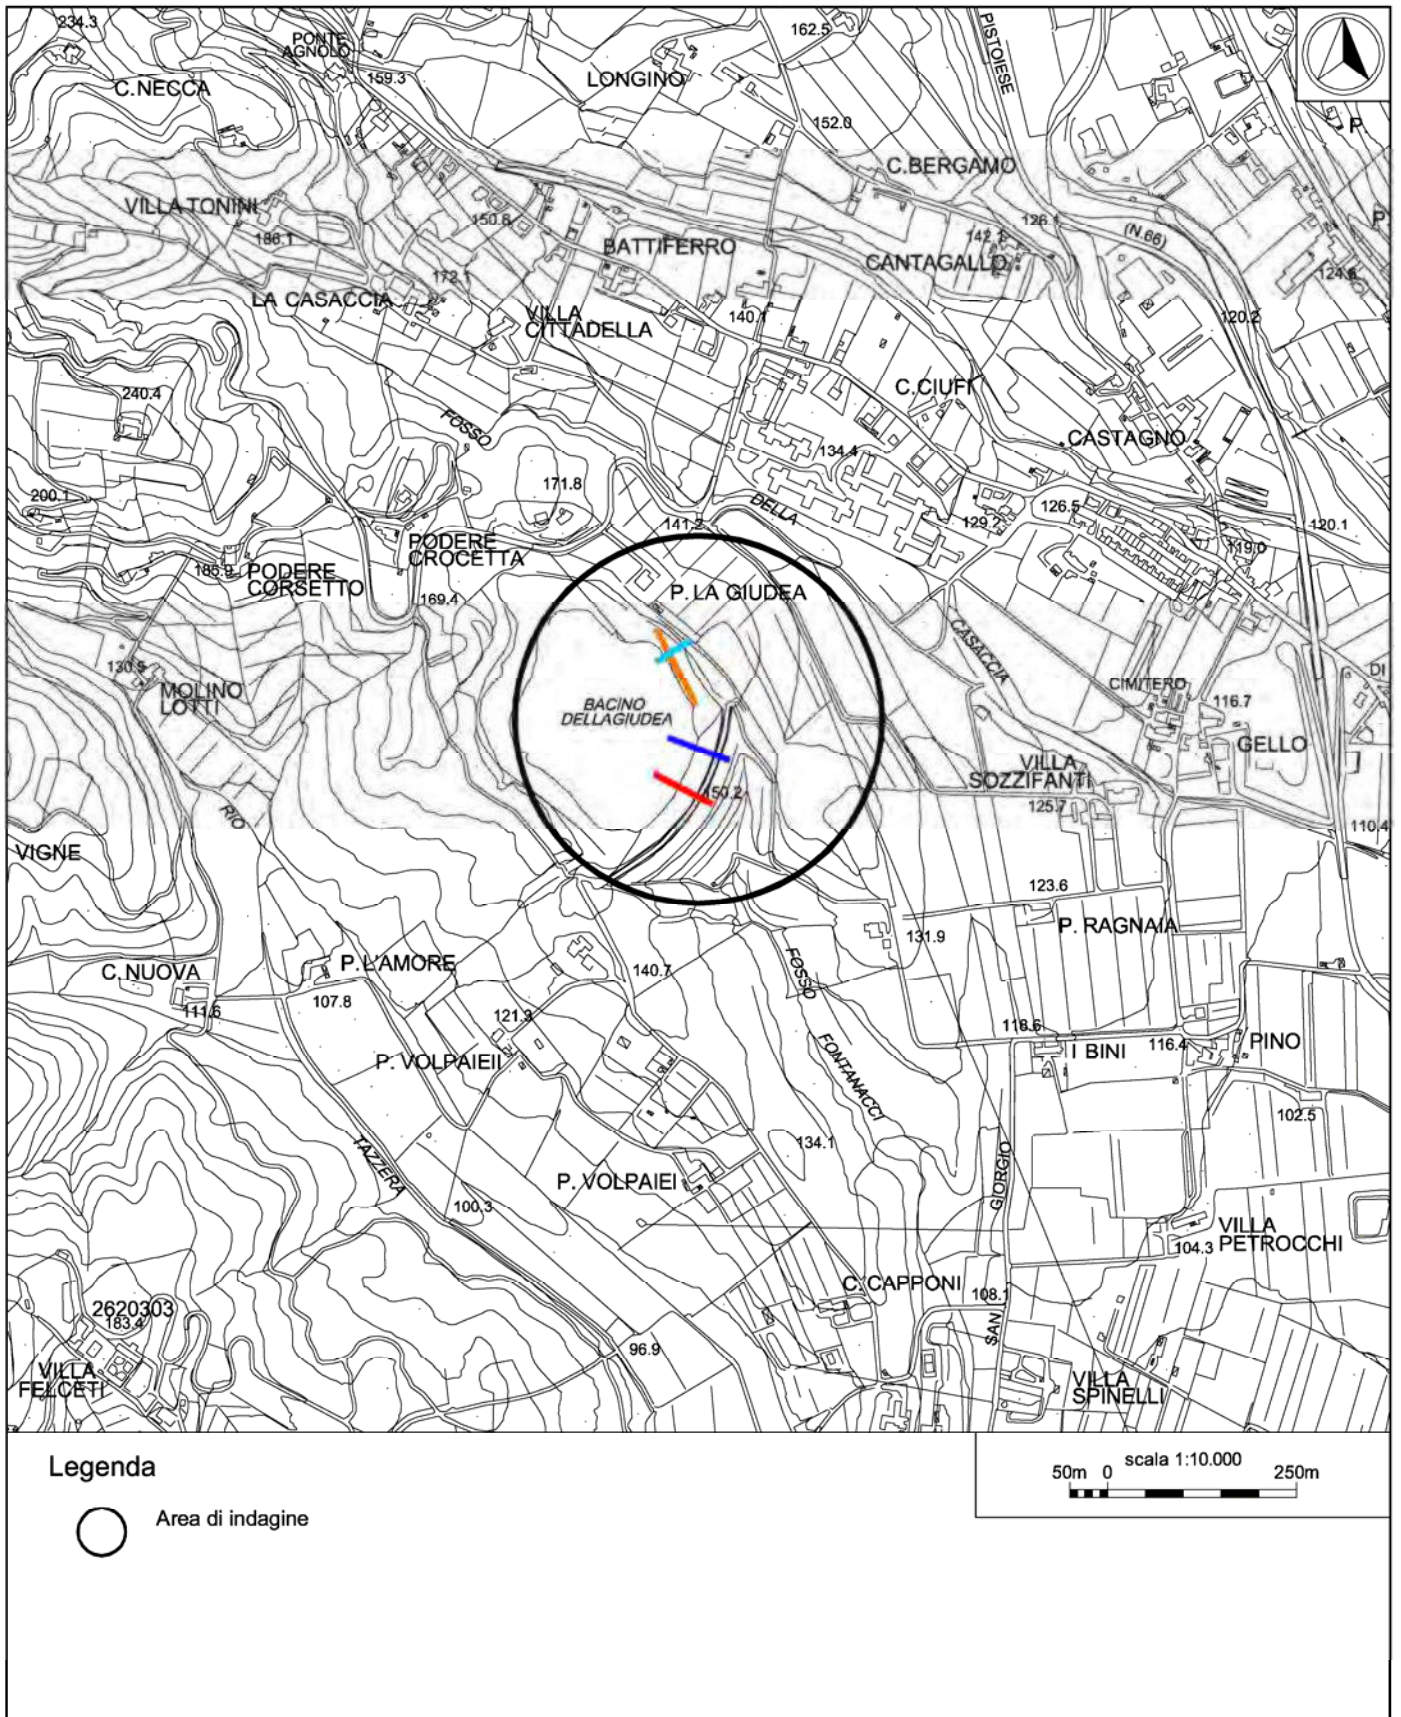 234.3
PONTE
AGNOLO
159.3
C.NECCA
LONGINO
162.5
PISTOIESE
152.0
P.
C.BERGAMO
VILLA TONINI
186.1
150.8
BATTIFERRO
126.1
142.1
(N.66)
CANTAGALLO
124.6
172.1
LA CASACCIA
VILLA
CITTADELLA
140.1
120.2
240.4
C.CIUFI
FOSSO
134.4
CASTAGNO
200.1
171.8
DELLA
141.2
129.7
126.5
120.1
119.0
PODERE
CROCETTA
185.9
PODERE
CORSETTO
169.4
P. LA GIUDEA
CASACCIA
130.5
MOLINO
LOTTI
BACINO
DELLAGIUDEA
CIMITERO
116.7
DI
GELLO
VILLA
SOZZIFANTI
125.7
150.2
RIO
110.4
VIGNE
123.6
P. RAGNAIA
131.9
C.NUOVA
111.6
P. L'AMORE
107.8
140.7
FOSSO
121.3
P. VOLPAIEII
FONTANACCI
118.6
I BINI
116.4
PINO
102.5
TAZZERA
134.1
GIORGIO
P. VOLPAIEI
100.3
VILLA
PETROCCHI
104.3
C. CAPPONI
108.1
SAN
2620303
183.4
96.9
VILLA
FELCETI
VILLA
SPINELLI
Legenda
Area di indagine
scala 1:10.000
50m 0 250m